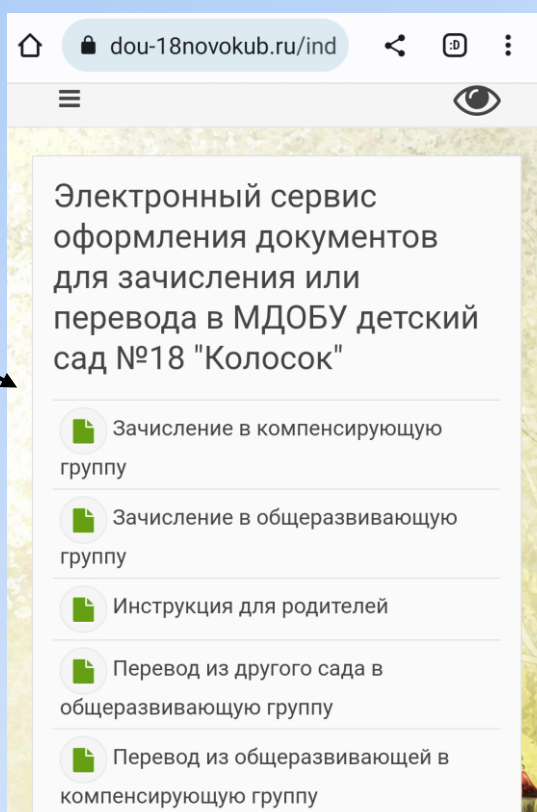 dou-18novokub.ru/ind
:D
Электронный сервис
оформления документов
для зачисления или
перевода в МДОБУ детский
сад №18 "Колосок"
Зачисление в компенсирующую
группу
Зачисление в общеразвивающую
группу
Инструкция для родителей
Перевод из другого сада в
общеразвивающую группу
Перевод из общеразвивающей в
компенсирующую группу